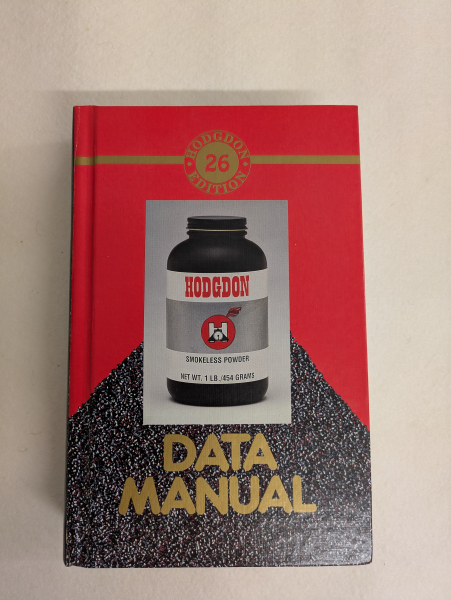 HODGDON
26
EDITION
HODGDON
H
SMOKELESS POWDER
NET WT. 1 LB./454 GRAMS
DATA
MANUAL